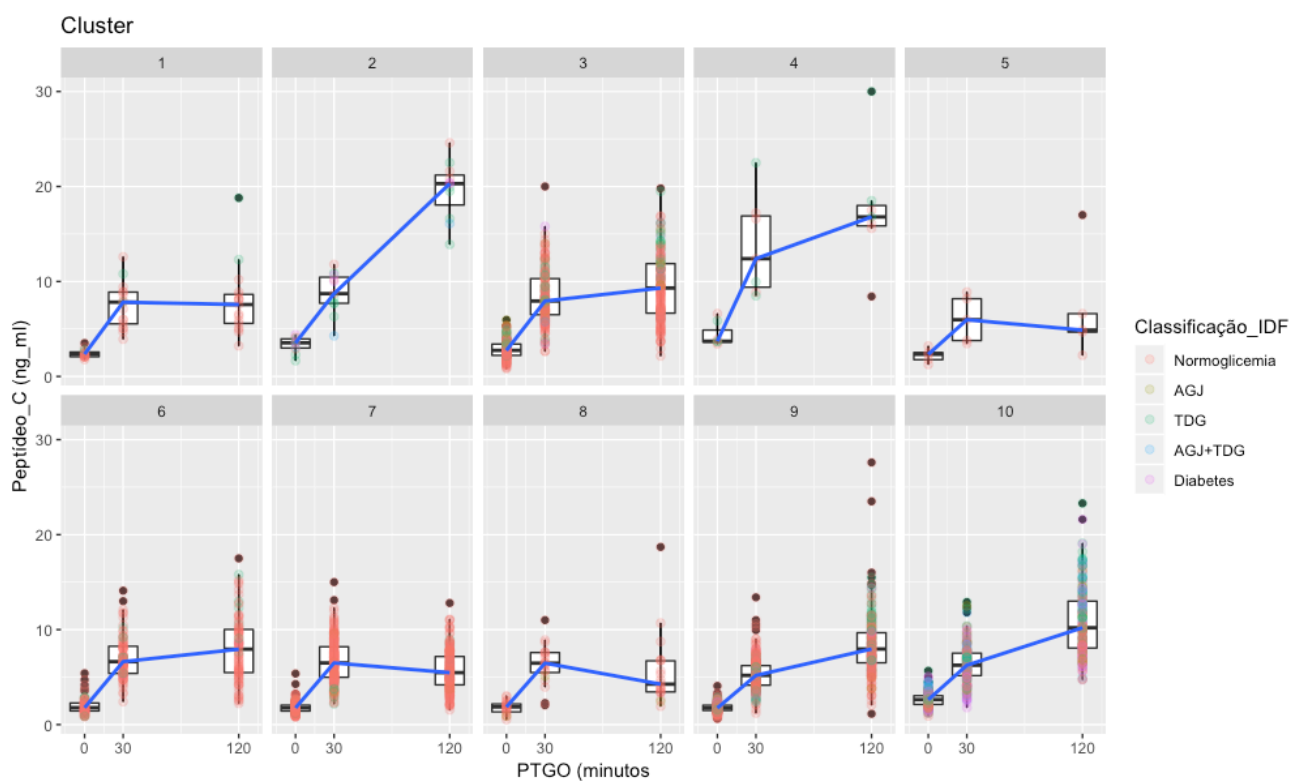 Cluster
1 2 3 4 5
30
20
10
0
6 7 8 9 10
30
20
10
0
0 30 120 0 30 120 0 30 120 0 30 120 0 30 120
PTGO (minutos
Peptídeo_C (ng_ml)
Classificação_IDF
Normoglicemia
AGJ
TDG
AGJ+TDG
Diabetes